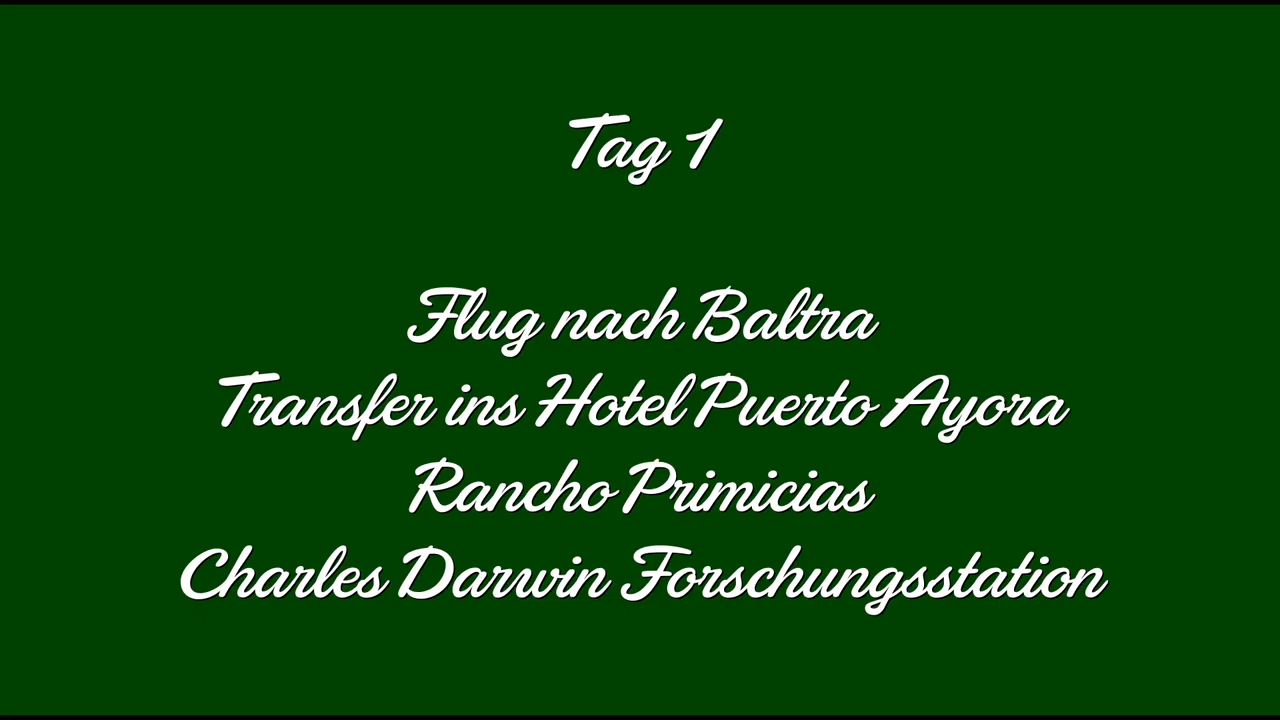 Tag 1
Flug nach Baltra
Transfer ins Hotel Puerto Ayora
Rancho Primicias
Charles Darwin Forschungsstation